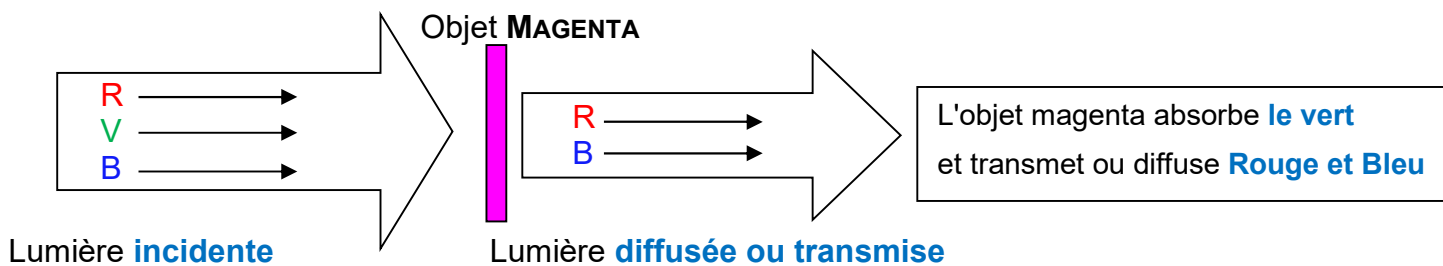 Objet MAGENTA
R
V
B
R
B
L'objet magenta absorbe le vert
et transmet ou diffuse Rouge et Bleu
Lumière incidente
Lumière diffusée ou transmise